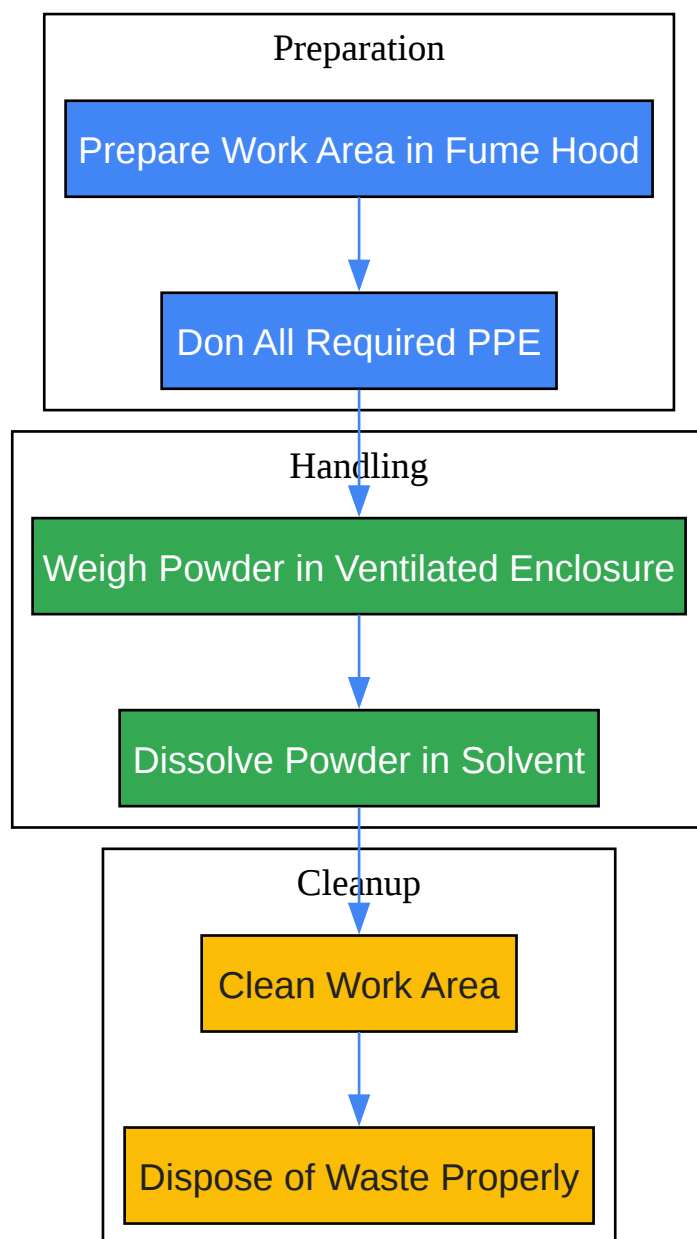 Preparation
Prepare Work Area in Fume Hood
Don All Required PPE
Handling
Weigh Powder in Ventilated Enclosure
Dissolve Powder in Solvent
Cleanup
Clean Work Area
Dispose of Waste Properly